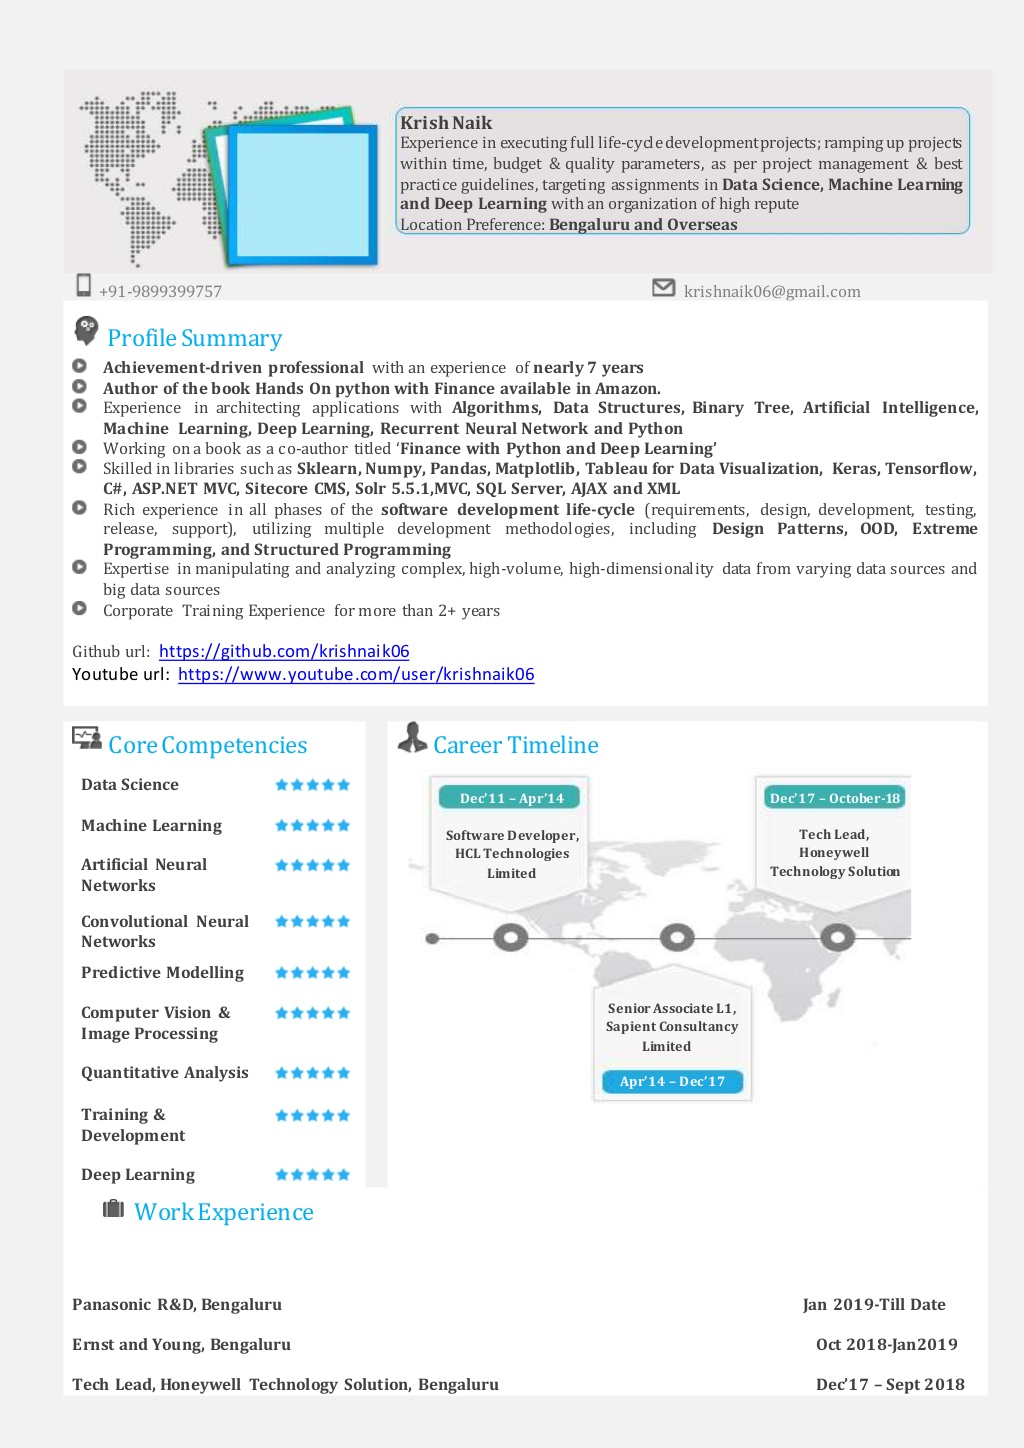 Krish Naik
Experience in executing full life-cycle development projects; ramping up projects
within time, budget & quality parameters, as per project management & best
practice guidelines, targeting assignments in Data Science, Machine Learning
and Deep Learning with an organization of high repute
Location Preference: Bengaluru and Overseas
+91-9899399757
krishnaik06@gmail.com
Profile Summary
Achievement-driven professional with an experience of nearly 7 years
Author of the book Hands On python with Finance available in Amazon.
Experience in architecting applications with Algorithms, Data Structures, Binary Tree, Artificial Intelligence,
Machine Learning, Deep Learning, Recurrent Neural Network and Python
Working on a book as a co-author titled ‘Finance with Python and Deep Learning’
Skilled in libraries such as Sklearn, Numpy, Pandas, Matplotlib, Tableau for Data Visualization, Keras, Tensorflow,
C#, ASP.NET MVC, Sitecore CMS, Solr 5.5.1,MVC, SQL Server, AJAX and XML
Rich experience in all phases of the software development life-cycle (requirements, design, development, testing,
release, support), utilizing multiple development methodologies, including Design Patterns, OOD, Extreme
Programming, and Structured Programming
Expertise in manipulating and analyzing complex, high-volume, high-dimensionality data from varying data sources and
big data sources
Corporate Training Experience for more than 2+ years
Github url: https://github.com/krishnaik06
Youtube url: https://www.youtube.com/user/krishnaik06
Core Competencies
Data Science
Machine Learning
Artificial Neural
Networks
Convolutional Neural
Networks
Predictive Modelling
Computer Vision &
Image Processing
Quantitative Analysis
Training &
Development
Deep Learning
Career Timeline
Dec’11 – Apr’14
Software Developer,
HCL Technologies
Limited
Dec’17 – October-18
Tech Lead,
Honeywell
Technology Solution
Senior Associate L1,
Sapient Consultancy
Limited
Apr’14 – Dec’17
Work Experience
Panasonic R&D, Bengaluru Jan 2019-Till Date
Ernst and Young, Bengaluru Oct 2018-Jan2019
Tech Lead, Honeywell Technology Solution, Bengaluru Dec’17 – Sept 2018